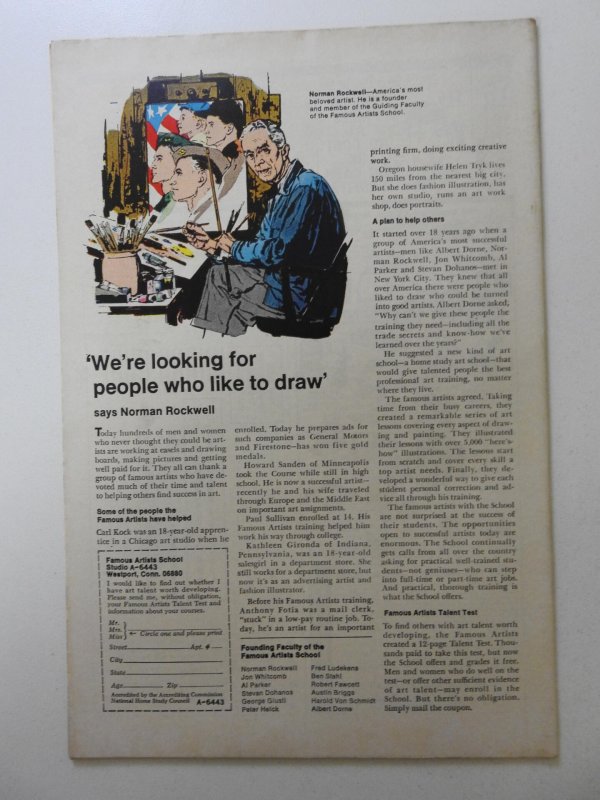 Norman Rockwell—America's most
beloved artist. He is a founder
and member of the Guiding Faculty
of the Famous Artists School.
'We're looking for
people who like to draw'
says Norman Rockwell
Today hundreds of men and women
who never thought they could be art-
ists are working at easels and drawing
boards, making pictures and getting
well paid for it. They all can thank a
group of famous artists who have de-
voted much of their time and talent
to helping others find success in art.
Some of the people the
Famous Artists have helped
Carl Kock was an 18-year-old appren-
tice in a Chicago art studio when he
Famous Artists School
Studio A-6443
Westport, Conn. 06880
I would like to find out whether I
have art talent worth developing.
Please send me, without obligation,
your Famous Artists Talent Test and
information about your courses.
Mr.
Mrs.
Miss
← Circle one and please print
Street Apt. #
City
State
Age Zip
Accredited by the Accrediting Commission
National Home Study Council A-6443
enrolled. Today he prepares ads for
such companies as General Motors
and Firestone—has won five gold
medals.
Howard Sanden of Minneapolis
took the Course while still in high
school. He is now a successful artist—
recently he and his wife traveled
through Europe and the Middle East
on important art assignments.
Paul Sullivan enrolled at 14. His
Famous Artists training helped him
work his way through college.
Kathleen Gironda of Indiana,
Pennsylvania, was an 18-year-old
salesgirl in a department store. She
still works for a department store, but
now it's as an advertising artist and
fashion illustrator.
Before his Famous Artists training,
Anthony Fotia was a mail clerk,
"stuck" in a low-pay routine job. To-
day, he's an artist for an important
Founding Faculty of the
Famous Artists School
Norman Rockwell
Jon Whitcomb
Al Parker
Stevan Dohanos
George Giusti
Peter Helck
Fred Ludekens
Ben Stahl
Robert Fawcett
Austin Briggs
Harold Von Schmidt
Albert Dorne
printing firm, doing exciting creative
work.
Oregon housewife Helen Tryk lives
150 miles from the nearest big city.
But she does fashion illustration, has
her own studio, runs an art work
shop, does portraits.
A plan to help others
It started over 18 years ago when a
group of America's most successful
artists—men like Albert Dorne, Nor-
man Rockwell, Jon Whitcomb, Al
Parker and Stevan Dohanos—met in
New York City. They knew that all
over America there were people who
liked to draw who could be turned
into good artists. Albert Dorne asked,
"Why can't we give these people the
training they need—including all the
trade secrets and know-how we've
learned over the years?"
He suggested a new kind of art
school—a home study art school—that
would give talented people the best
professional art training, no matter
where they live.
The famous artists agreed. Taking
time from their busy careers, they
created a remarkable series of art
lessons covering every aspect of draw-
ing and painting. They illustrated
their lessons with over 5,000 "here's-
how" illustrations. The lessons start
from scratch and cover every skill a
top artist needs. Finally, they de-
veloped a wonderful way to give each
student personal correction and ad-
vice all through his training.
The famous artists with the School
are not surprised at the success of
their students. The opportunities
open to successful artists today are
enormous. The School continually
gets calls from all over the country
asking for practical well-trained stu-
dents—not geniuses—who can step
into full-time or part-time art jobs.
And practical, thorough training is
what the School offers.
Famous Artists Talent Test
To find others with art talent worth
developing, the Famous Artists
created a 12-page Talent Test. Thou-
sands paid to take this test, but now
the School offers and grades it free.
Men and women who do well on the
test—or offer other sufficient evidence
of art talent—may enroll in the
School. But there's no obligation.
Simply mail the coupon.